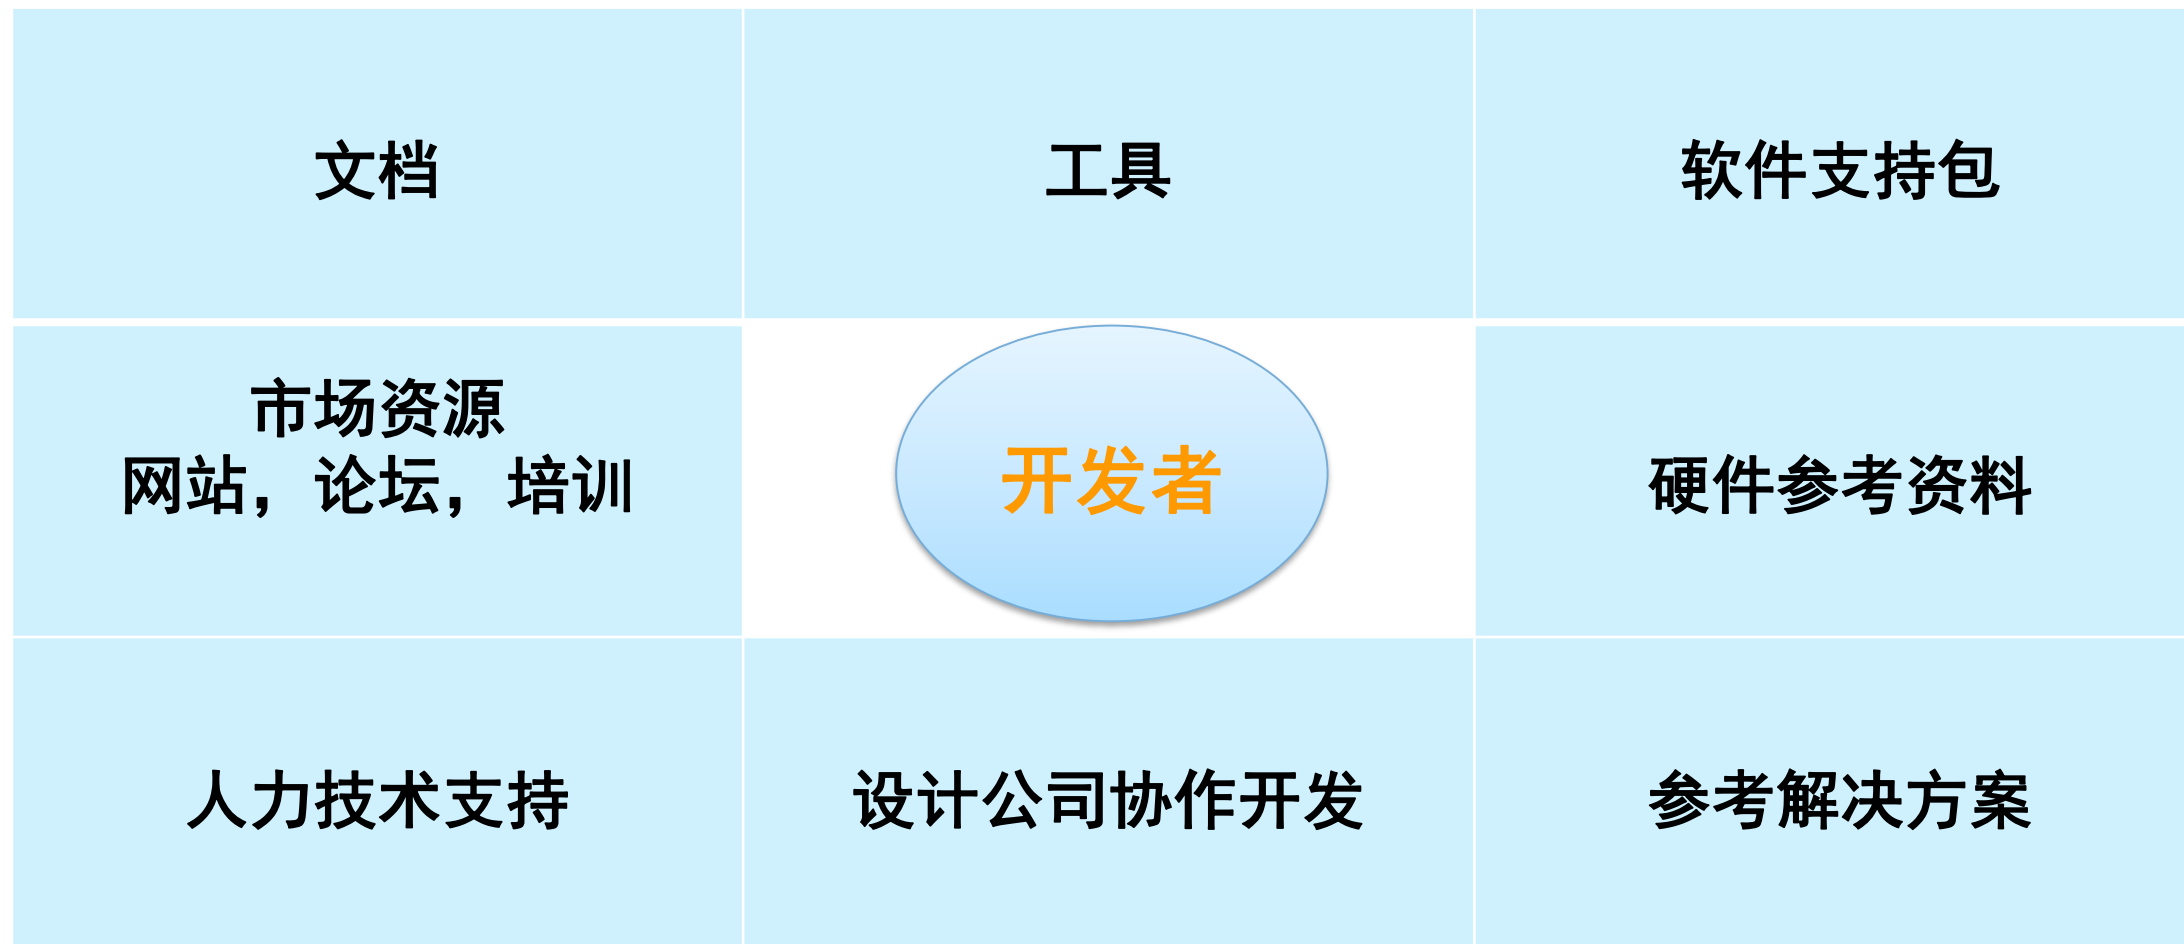 文档
工具
软件支持包
市场资源
网站，论坛，培训
开发者
硬件参考资料
人力技术支持
设计公司协作开发
参考解决方案